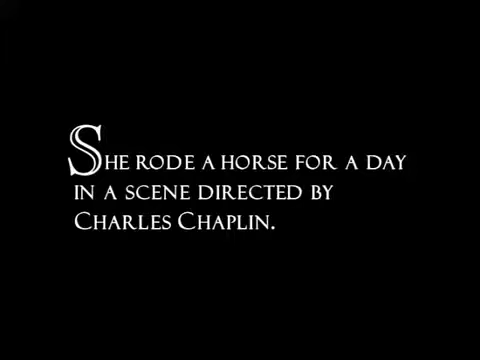 She rode a horse for a day
in a scene directed by
Charles Chaplin.